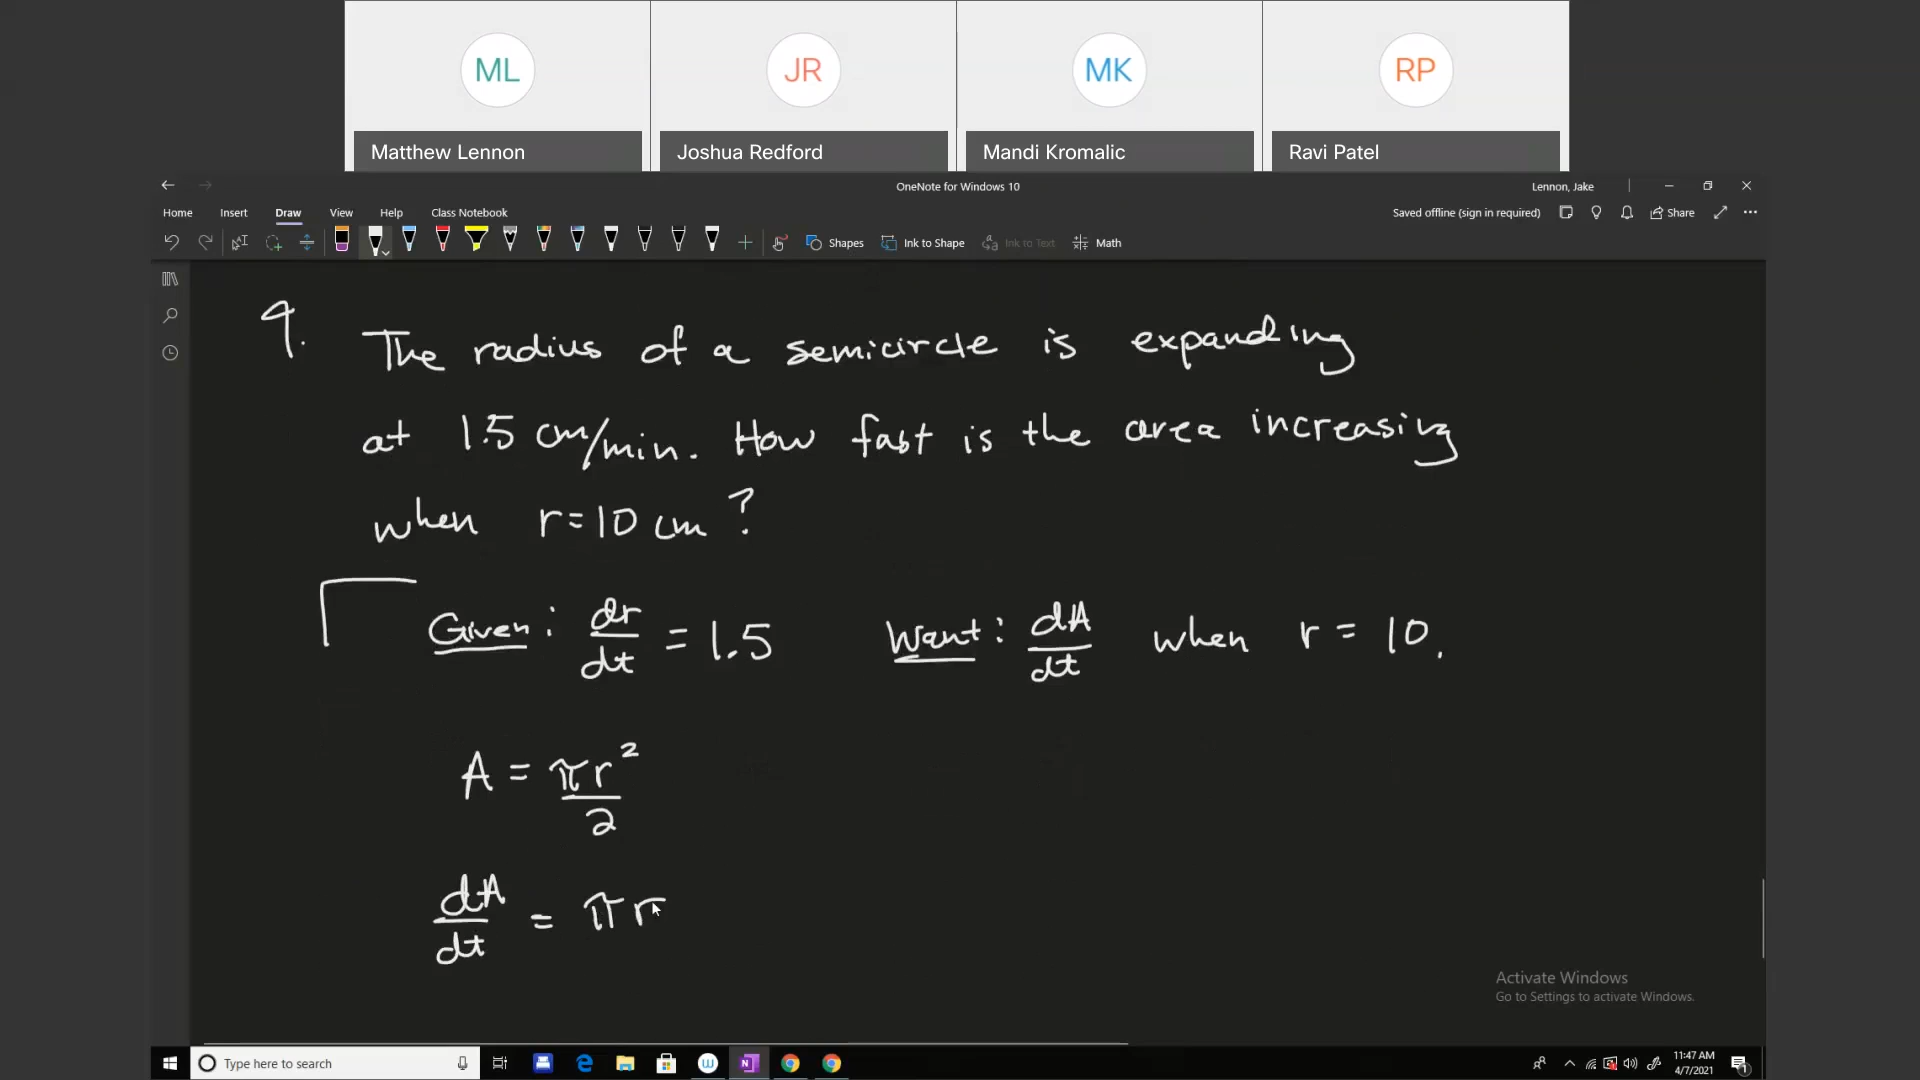 ML JR MK RP
Matthew Lennon Joshua Redford Mandi Kromalic Ravi Patel
OneNote for Windows 10 Lennon, Jake
Home Insert Draw View Help Class Notebook Saved offline (sign in required) Share
Shapes Ink to Shape Ink to Text Math
9. The radius of a semicircle is expanding
at 1.5 cm/min. How fast is the area increasing
when r=10 cm?
Given: dr/dt = 1.5 Want: dA/dt when r = 10.
A = πr²/2
dA/dt = πr
Activate Windows
Go to Settings to activate Windows.
Type here to search 11:47 AM
4/7/2021